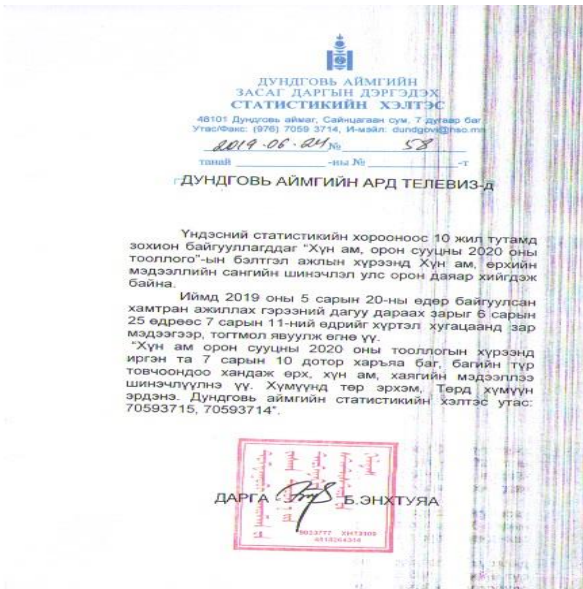 ДУНДГОВЬ АЙМГИЙН
ЗАСАГ ДАРГЫН ДЭРГЭДЭХ
СТАТИСТИКИЙН ХЭЛТЭС
48101 Дундговь аймаг, Сайнцагаан сум, 7 дугаар баг
Утас/Факс: (976) 7059 3714, И-мэйл: dundgovi@nso.mn
2019-06-24 № 58
танай -ны № -т
ДУНДГОВЬ АЙМГИЙН АРД ТЕЛЕВИЗ-д
Үндэсний статистикийн хорооноос 10 жил тутамд
зохион байгууллагддаг "Хүн ам, орон сууцны 2020 оны
тооллого"-ын бэлтгэл ажлын хүрээнд Хүн ам, өрхийн
мэдээллийн сангийн шинэчлэл улс орон даяар хийгдэж
байна.
Иймд 2019 оны 5 сарын 20-ны өдөр байгуулсан
хамтран ажиллах гэрээний дагуу дараах зарыг 6 сарын
25 өдрөөс 7 сарын 11-ний өдрийг хүртэл хугацаанд зар
мэдээгээр, тогтмол явуулж өгнө үү.
"Хүн ам орон сууцны 2020 оны тооллогын хүрээнд
иргэн та 7 сарын 10 дотор харъяа баг, багийн түр
товчоондоо хандаж өрх, хүн ам, хаягийн мэдээллээ
шинэчлүүлнэ үү. Хүмүүнд төр эрхэм, Төрд хүмүүн
эрдэнэ. Дундговь аймгийн статистикийн хэлтэс утас:
70593715, 70593714".
ДАРГА Б.ЭНХТУЯА